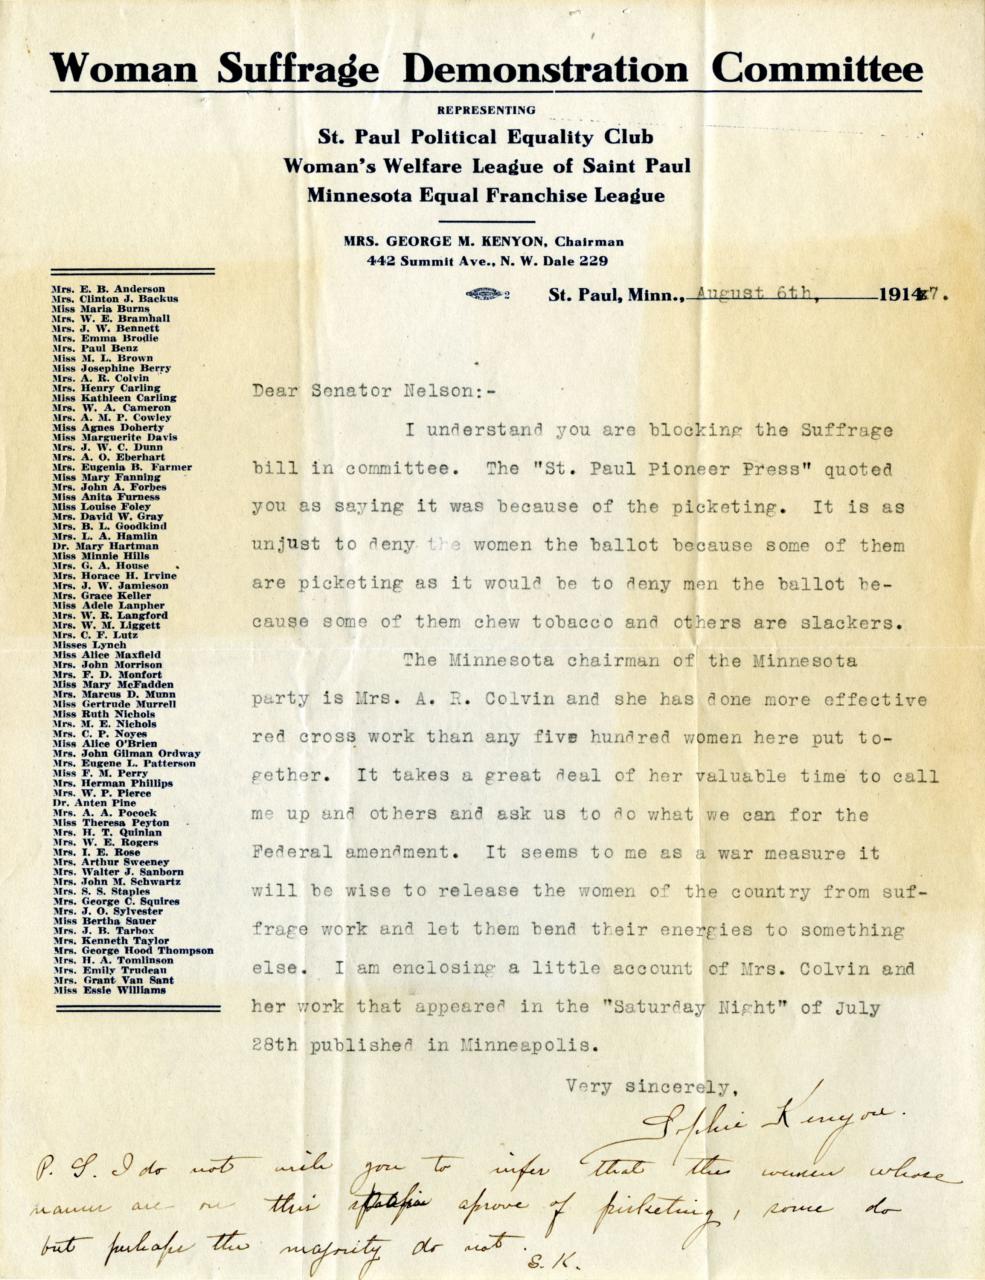 Woman Suffrage Demonstration Committee
REPRESENTING
St. Paul Political Equality Club
Woman's Welfare League of Saint Paul
Minnesota Equal Franchise League
MRS. GEORGE M. KENYON, Chairman
442 Summit Ave., N. W. Dale 229
St. Paul, Minn., August 6th, 1917.
Mrs. E. B. Anderson
Mrs. Clinton J. Backus
Miss Maria Burns
Mrs. W. E. Bramhall
Mrs. J. W. Bennett
Mrs. Emma Brodie
Mrs. Paul Benz
Miss M. L. Brown
Miss Josephine Berry
Mrs. A. R. Colvin
Mrs. Henry Carling
Miss Kathleen Carling
Mrs. W. A. Cameron
Mrs. A. M. P. Cowley
Miss Agnes Doherty
Miss Marguerite Davis
Mrs. J. W. C. Dunn
Mrs. A. O. Eberhart
Mrs. Eugenia B. Farmer
Miss Mary Fanning
Mrs. John A. Forbes
Miss Anita Furness
Miss Louise Foley
Mrs. David W. Gray
Mrs. B. L. Goodkind
Mrs. L. A. Hamlin
Dr. Mary Hartman
Miss Minnie Hills
Mrs. G. A. House
Mrs. Horace H. Irvine
Mrs. J. W. Jamieson
Mrs. Grace Keller
Miss Adele Lanpher
Mrs. W. R. Langford
Mrs. W. M. Liggett
Mrs. C. F. Lutz
Misses Lynch
Miss Alice Maxfield
Mrs. John Morrison
Mrs. F. D. Monfort
Miss Mary McFadden
Mrs. Marcus D. Munn
Miss Gertrude Murrell
Miss Ruth Nichols
Mrs. M. E. Nichols
Mrs. C. P. Noyes
Miss Alice O'Brien
Mrs. John Gilman Ordway
Mrs. Eugene L. Patterson
Miss F. M. Perry
Mrs. Herman Phillips
Mrs. W. P. Pierce
Dr. Anten Pine
Mrs. A. A. Pocock
Miss Theresa Peyton
Mrs. H. T. Quinlan
Mrs. W. E. Rogers
Mrs. I. E. Rose
Mrs. Arthur Sweeney
Mrs. Walter J. Sanborn
Mrs. John M. Schwartz
Mrs. S. S. Staples
Mrs. George C. Squires
Mrs. J. O. Sylvester
Miss Bertha Sauer
Mrs. J. B. Tarbox
Mrs. Kenneth Taylor
Mrs. George Hood Thompson
Mrs. H. A. Tomlinson
Mrs. Emily Trudeau
Mrs. Grant Van Sant
Miss Essie Williams
Dear Senator Nelson:-
I understand you are blocking the Suffrage
bill in committee. The "St. Paul Pioneer Press" quoted
you as saying it was because of the picketing. It is as
unjust to deny the women the ballot because some of them
are picketing as it would be to deny men the ballot be-
cause some of them chew tobacco and others are slackers.
The Minnesota chairman of the Minnesota
party is Mrs. A. R. Colvin and she has done more effective
red cross work than any five hundred women here put to-
gether. It takes a great deal of her valuable time to call
me up and others and ask us to do what we can for the
Federal amendment. It seems to me as a war measure it
will be wise to release the women of the country from suf-
frage work and let them bend their energies to something
else. I am enclosing a little account of Mrs. Colvin and
her work that appeared in the "Saturday Night" of July
28th published in Minneapolis.
Very sincerely,
Sophie Kenyon.
P. S. I do not wish you to infer that the women whose
names are on this aprove of picketing, some do
but perhaps the majority do not.
S. K.